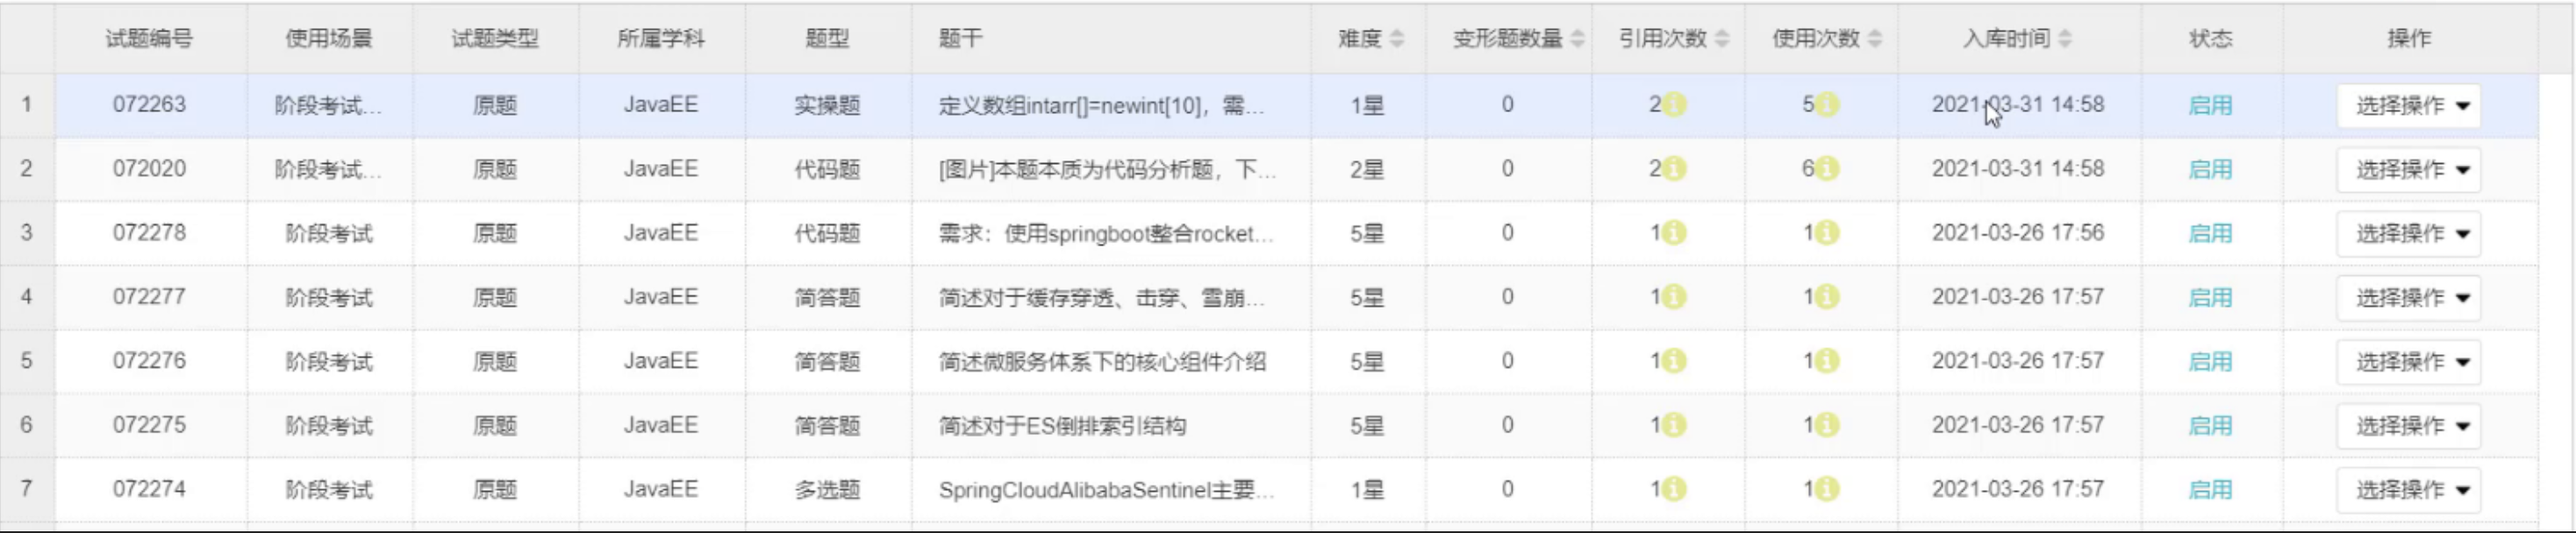 试题编号 使用场景 试题类型 所属学科 题型 题干 难度 变形题数量 引用次数 使用次数 入库时间 状态 操作
1 072263 阶段考试... 原题 JavaEE 实操题 定义数组intarr[]=newint[10]，需... 1星 0 2 5 2021-03-31 14:58 启用 选择操作
2 072020 阶段考试... 原题 JavaEE 代码题 [图片]本题本质为代码分析题，下... 2星 0 2 6 2021-03-31 14:58 启用 选择操作
3 072278 阶段考试 原题 JavaEE 代码题 需求：使用springboot整合rocket... 5星 0 1 1 2021-03-26 17:56 启用 选择操作
4 072277 阶段考试 原题 JavaEE 简答题 简述对于缓存穿透、击穿、雪崩... 5星 0 1 1 2021-03-26 17:57 启用 选择操作
5 072276 阶段考试 原题 JavaEE 简答题 简述微服务体系下的核心组件介绍 5星 0 1 1 2021-03-26 17:57 启用 选择操作
6 072275 阶段考试 原题 JavaEE 简答题 简述对于ES倒排索引结构 5星 0 1 1 2021-03-26 17:57 启用 选择操作
7 072274 阶段考试 原题 JavaEE 多选题 SpringCloudAlibabaSentinel主要... 1星 0 1 1 2021-03-26 17:57 启用 选择操作